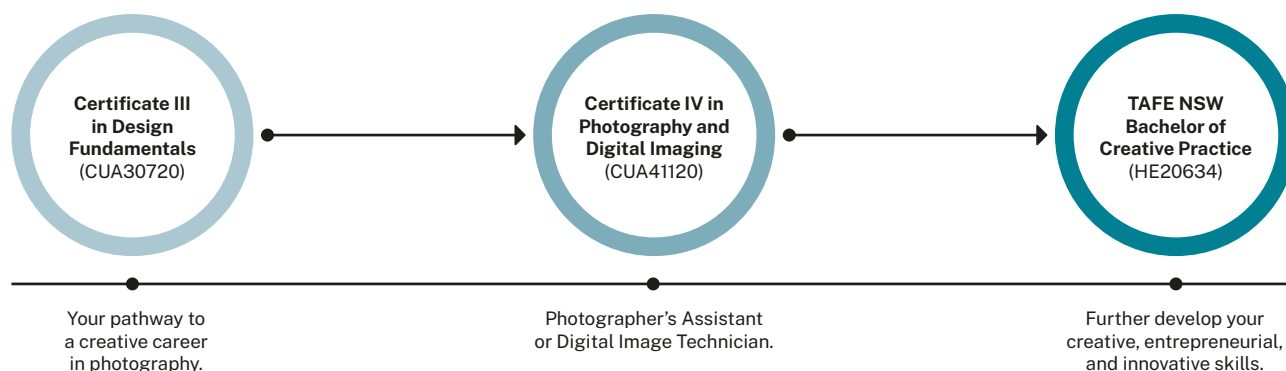 Certificate III
in Design
Fundamentals
(CUA30720)
Certificate IV in
Photography and
Digital Imaging
(CUA41120)
TAFE NSW
Bachelor of
Creative Practice
(HE20634)
Your pathway to
a creative career
in photography.
Photographer’s Assistant
or Digital Image Technician.
Further develop your
creative, entrepreneurial,
and innovative skills.